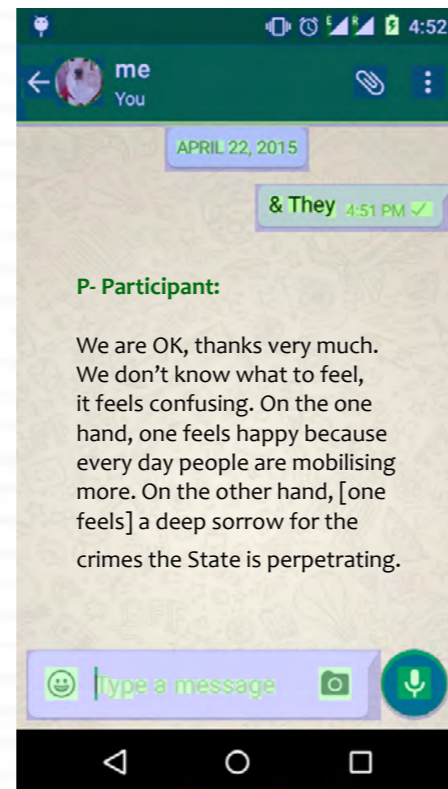 4:52
me
You
APRIL 22, 2015
& They 4:51 PM
P- Participant:
We are OK, thanks very much.
We don’t know what to feel,
it feels confusing. On the one
hand, one feels happy because
every day people are mobilising
more. On the other hand, [one
feels] a deep sorrow for the
crimes the State is perpetrating.
Type a message